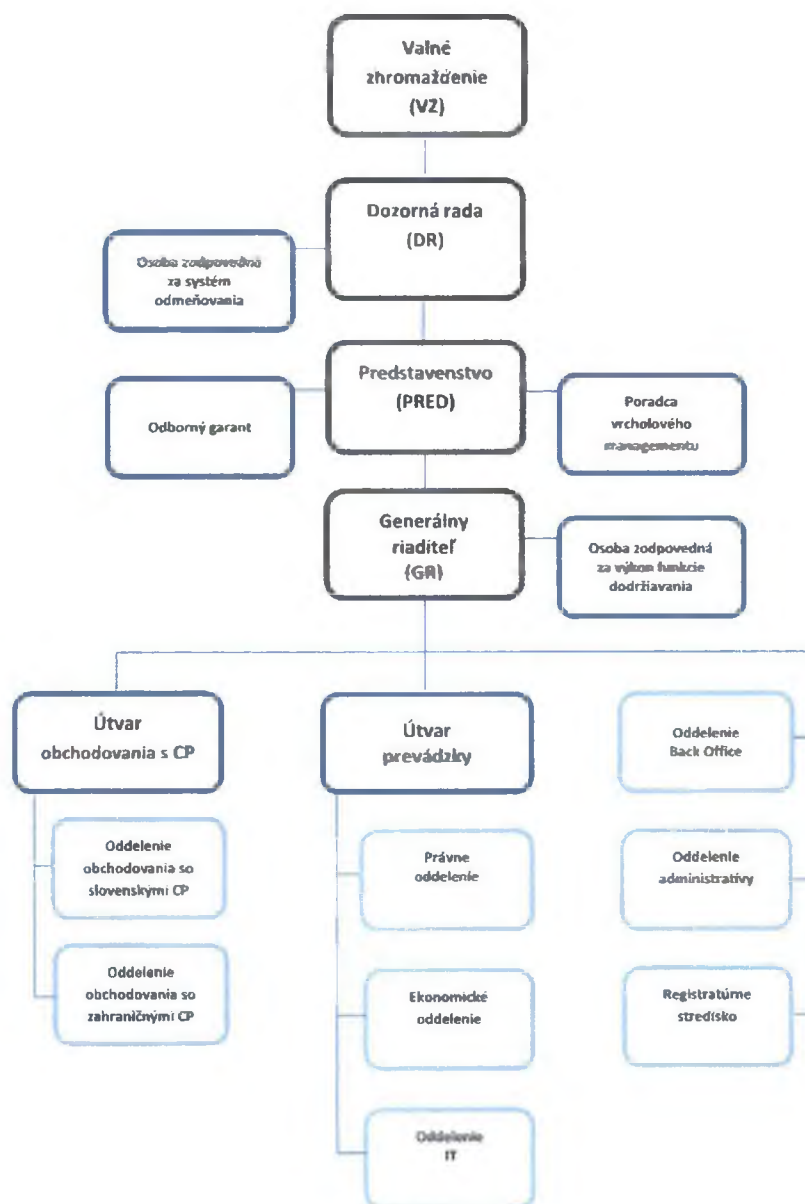 Valné
zhromaždenie
(VZ)
Dozorná rada
(DR)
Osoba zodpovedná
za systém
odmeňovania
Predstavenstvo
(PRED)
Odborný garant
Poradca
vrcholového
managementu
Generálny
riaditeľ
(GR)
Osoba zodpovedná
za výkon funkcie
dodržiavania
Útvar
obchodovania s CP
Útvar
prevádzky
Oddelenie
Back Office
Oddelenie
obchodovania so
slovenskými CP
Právne
oddelenie
Oddelenie
administratívy
Oddelenie
obchodovania so
zahraničnými CP
Ekonomické
oddelenie
Registratúrne
stredisko
Oddelenie
IT